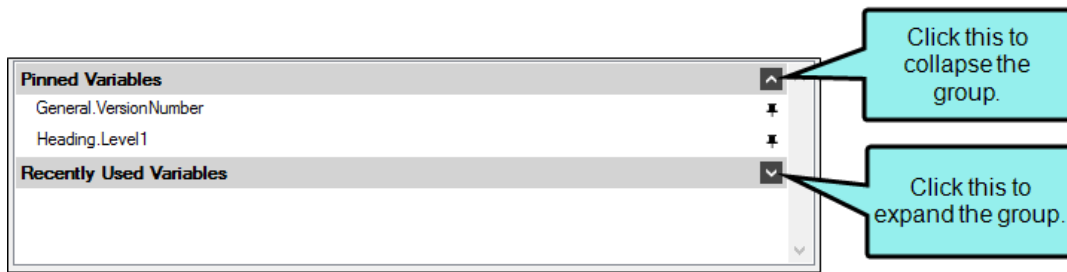 Click this to
collapse the
group.
Pinned Variables
General.VersionNumber
Heading.Level1
Recently Used Variables
Click this to
expand the group.